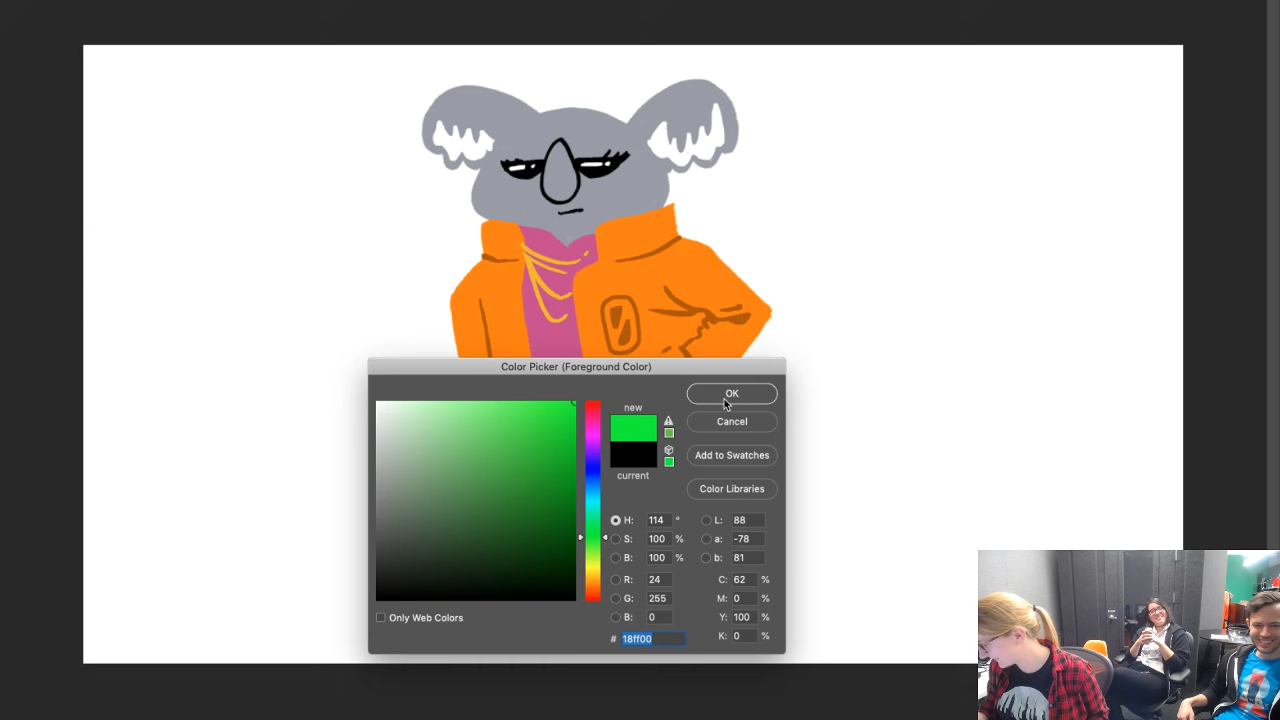 Color Picker (Foreground Color)
new
current
OK
Cancel
Add to Swatches
Color Libraries
H: 114 °
S: 100 %
B: 100 %
R: 24
G: 255
B: 0
# 18ff00
L: 88
a: -78
b: 81
C: 62 %
M: 0 %
Y: 100 %
K: 0 %
Only Web Colors